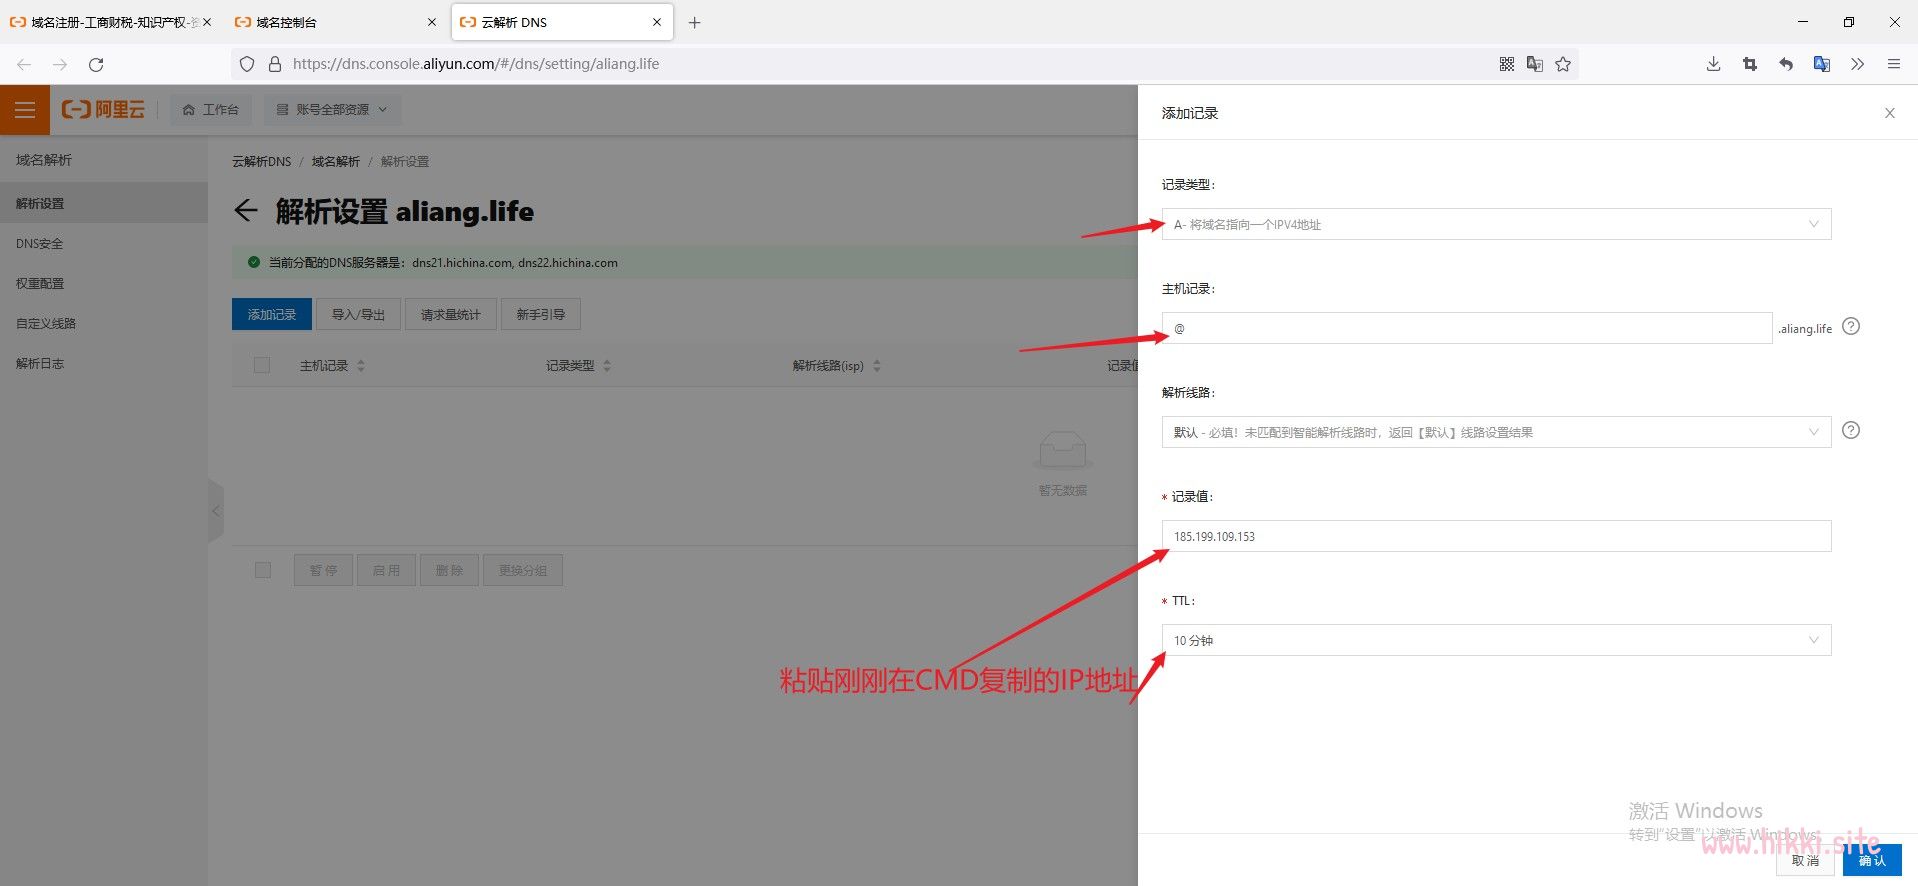 域名注册-工商财税-知识产权-
域名控制台
云解析 DNS
https://dns.console.aliyun.com/#/dns/setting/aliang.life
阿里云
工作台
账号全部资源
添加记录
域名解析
解析设置
DNS安全
权重配置
自定义线路
解析日志
云解析DNS / 域名解析 / 解析设置
解析设置 aliang.life
当前分配的DNS服务器是： dns21.hichina.com, dns22.hichina.com
添加记录
导入/导出
请求量统计
新手引导
主机记录
记录类型
解析线路(isp)
记录值
暂无数据
暂 停
启 用
删 除
更换分组
记录类型：
A- 将域名指向一个IPV4地址
主机记录：
@
.aliang.life
解析线路：
默认 - 必填！未匹配到智能解析线路时，返回【默认】线路设置结果
* 记录值：
185.199.109.153
* TTL：
10 分钟
粘贴刚刚在CMD复制的IP地址
激活 Windows
转到"设置"以激活 Windows。
www.hikki.site
取 消
确 认